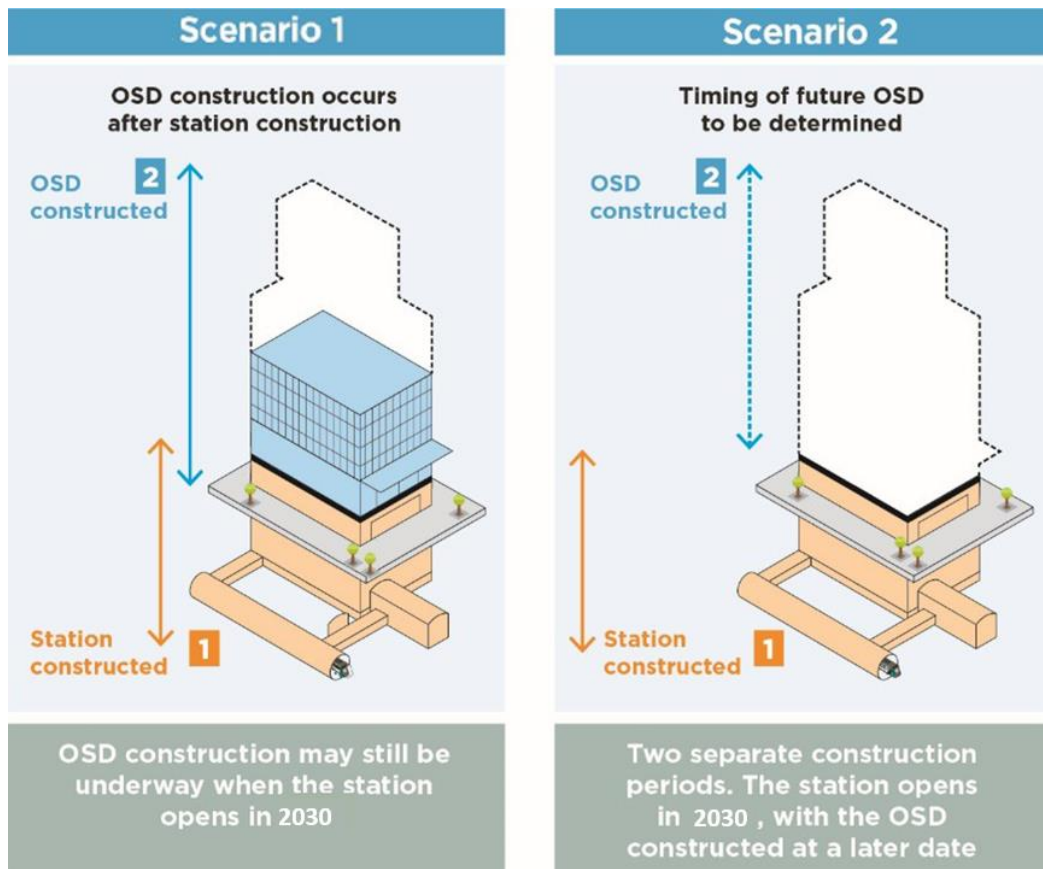 Scenario 1
OSD construction occurs
after station construction
OSD
constructed
2
Station
constructed
1
OSD construction may still be
underway when the station
opens in 2030
Scenario 2
Timing of future OSD
to be determined
OSD
constructed
2
Station
constructed
1
Two separate construction
periods. The station opens
in 2030 , with the OSD
constructed at a later date